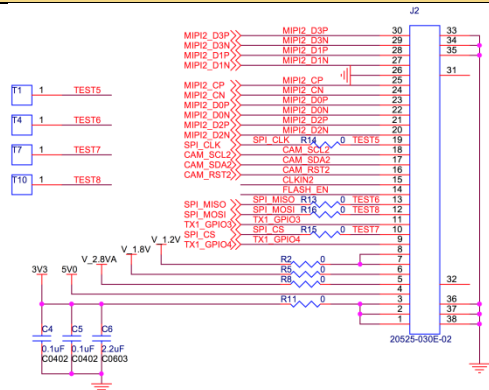 J2
MIPI2_D3P MIPI2_D3P 30 33
MIPI2_D3N MIPI2_D3N 29 34
MIPI2_D1P MIPI2_D1P 28 35
MIPI2_D1N MIPI2_D1N 27
26 31
MIPI2_CP MIPI2_CP 25
MIPI2_CN MIPI2_CN 24
T1 1 TEST5
MIPI2_D0P MIPI2_D0P 23
MIPI2_D0N MIPI2_D0N 22
MIPI2_D2P MIPI2_D2P 21
T4 1 TEST6
MIPI2_D2N MIPI2_D2N 20
SPI_CLK SPI_CLK R14 0 TEST5 19
CAM_SCL2 CAM_SCL2 18
T7 1 TEST7
CAM_SDA2 CAM_SDA2 17
CAM_RST2 CAM_RST2 16
T10 1 TEST8
CLKIN2 15
FLASH_EN 14
SPI_MISO SPI_MISO R13 0 TEST6 13
SPI_MOSI SPI_MOSI R16 0 TEST8 12
TX1_GPIO3 TX1_GPIO3 11
SPI_CS SPI_CS R15 0 TEST7 10
TX1_GPIO4 TX1_GPIO4 9
V_1.2V 8
V_1.8V R2 0 7
V_2.8VA R5 0 6
3V3 5V0 R8 0 5 32
4
R11 0 3 36
2 37
1 38
C4 C5 C6
0.1uF 0.1uF 2.2uF
C0402 C0402 C0603
20525-030E-02